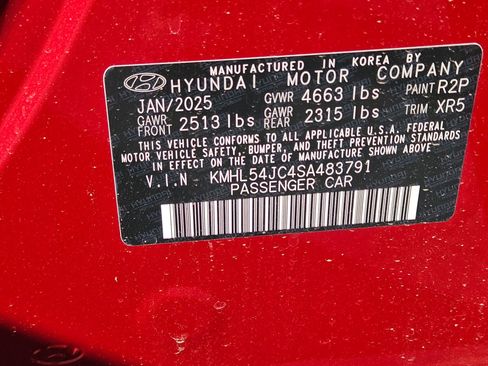 MANUFACTURED IN KOREA BY
HYUNDAI MOTOR COMPANY
JAN/2025 GVWR 4663 lbs PAINT R2P
GAWR FRONT 2513 lbs GAWR REAR 2315 lbs TRIM XR5
THIS VEHICLE CONFORMS TO ALL APPLICABLE U.S.A. FEDERAL
MOTOR VEHICLE SAFETY, BUMPER, AND THEFT PREVENTION STANDARDS
IN EFFECT ON THE DATE OF MANUFACTURE SHOWN ABOVE.
V.I.N KMHL54JC4SA483791
PASSENGER CAR